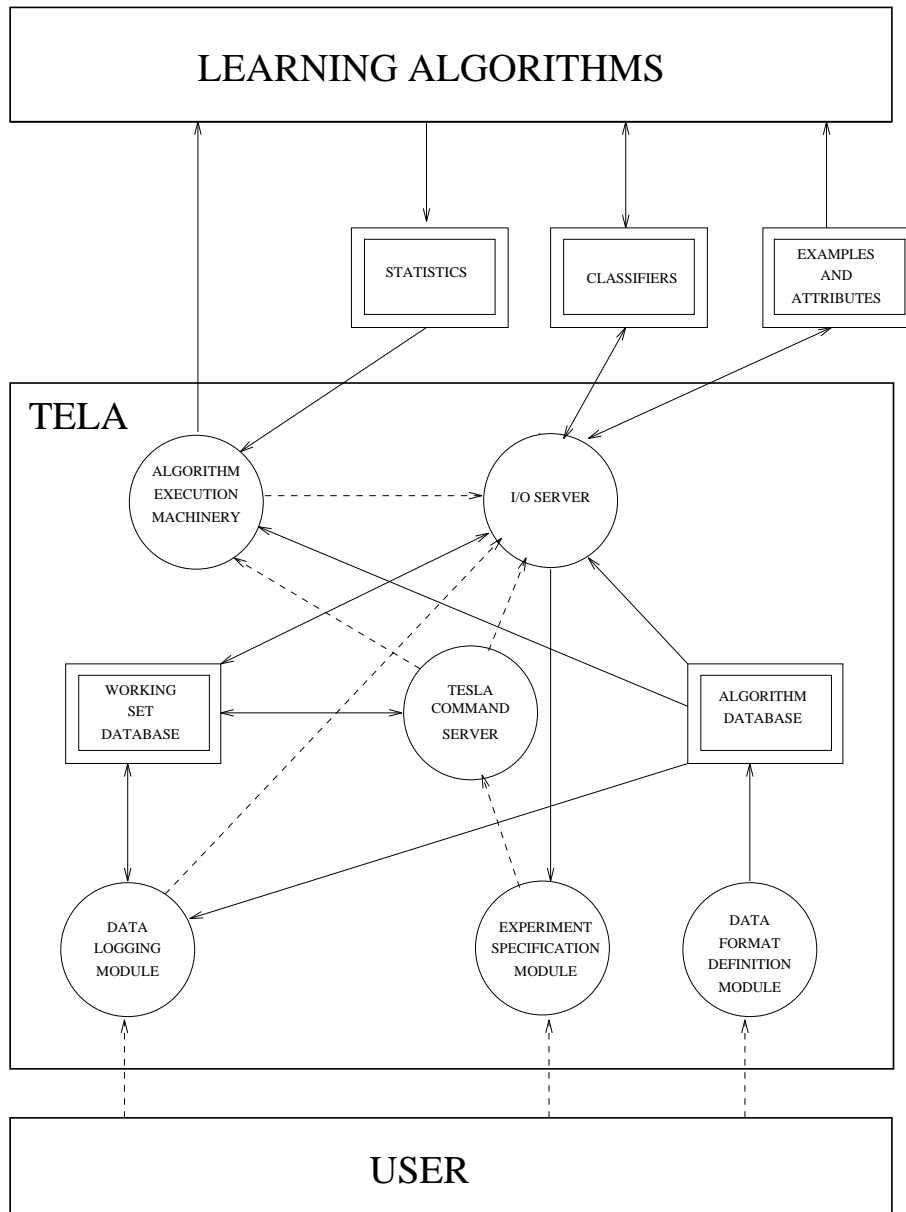 LEARNING ALGORITHMS
STATISTICS
CLASSIFIERS
EXAMPLES
AND
ATTRIBUTES
TELA
ALGORITHM
EXECUTION
MACHINERY
I/O SERVER
WORKING
SET
DATABASE
TESLA
COMMAND
SERVER
ALGORITHM
DATABASE
DATA
LOGGING
MODULE
EXPERIMENT
SPECIFICATION
MODULE
DATA
FORMAT
DEFINITION
MODULE
USER